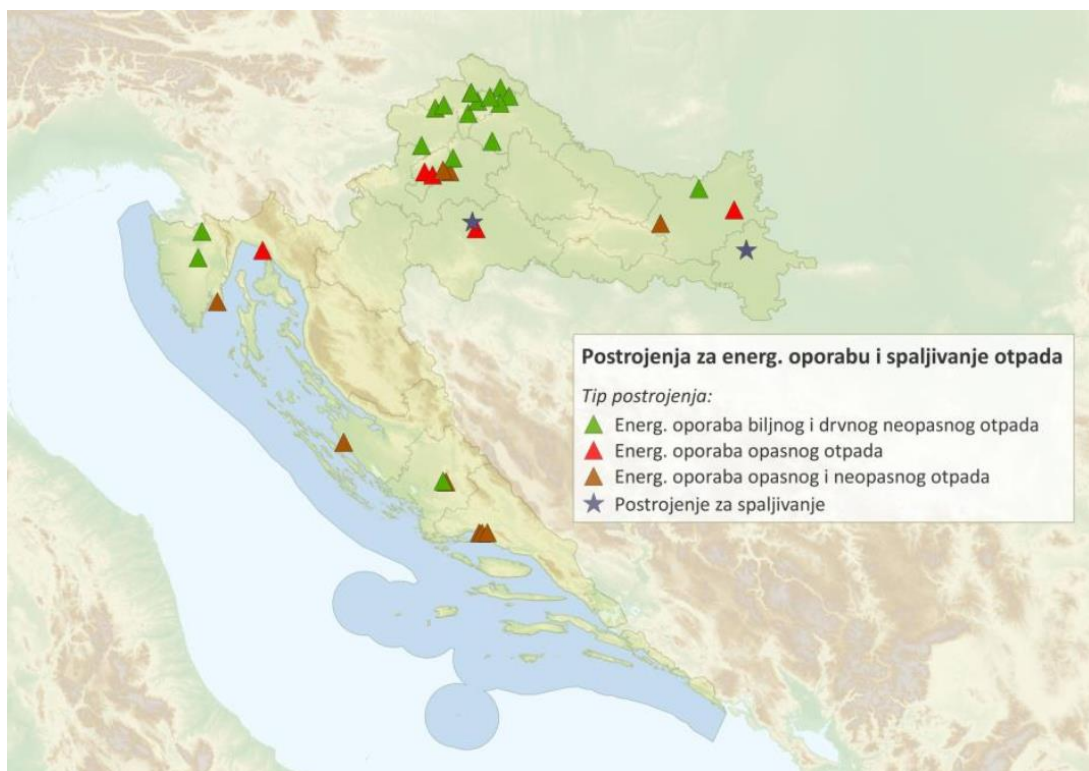 Postrojenja za energ. oporabu i spaljivanje otpada
Tip postrojenja:
Energ. oporaba biljnog i drvnog neopasnog otpada
Energ. oporaba opasnog otpada
Energ. oporaba opasnog i neopasnog otpada
Postrojenje za spaljivanje